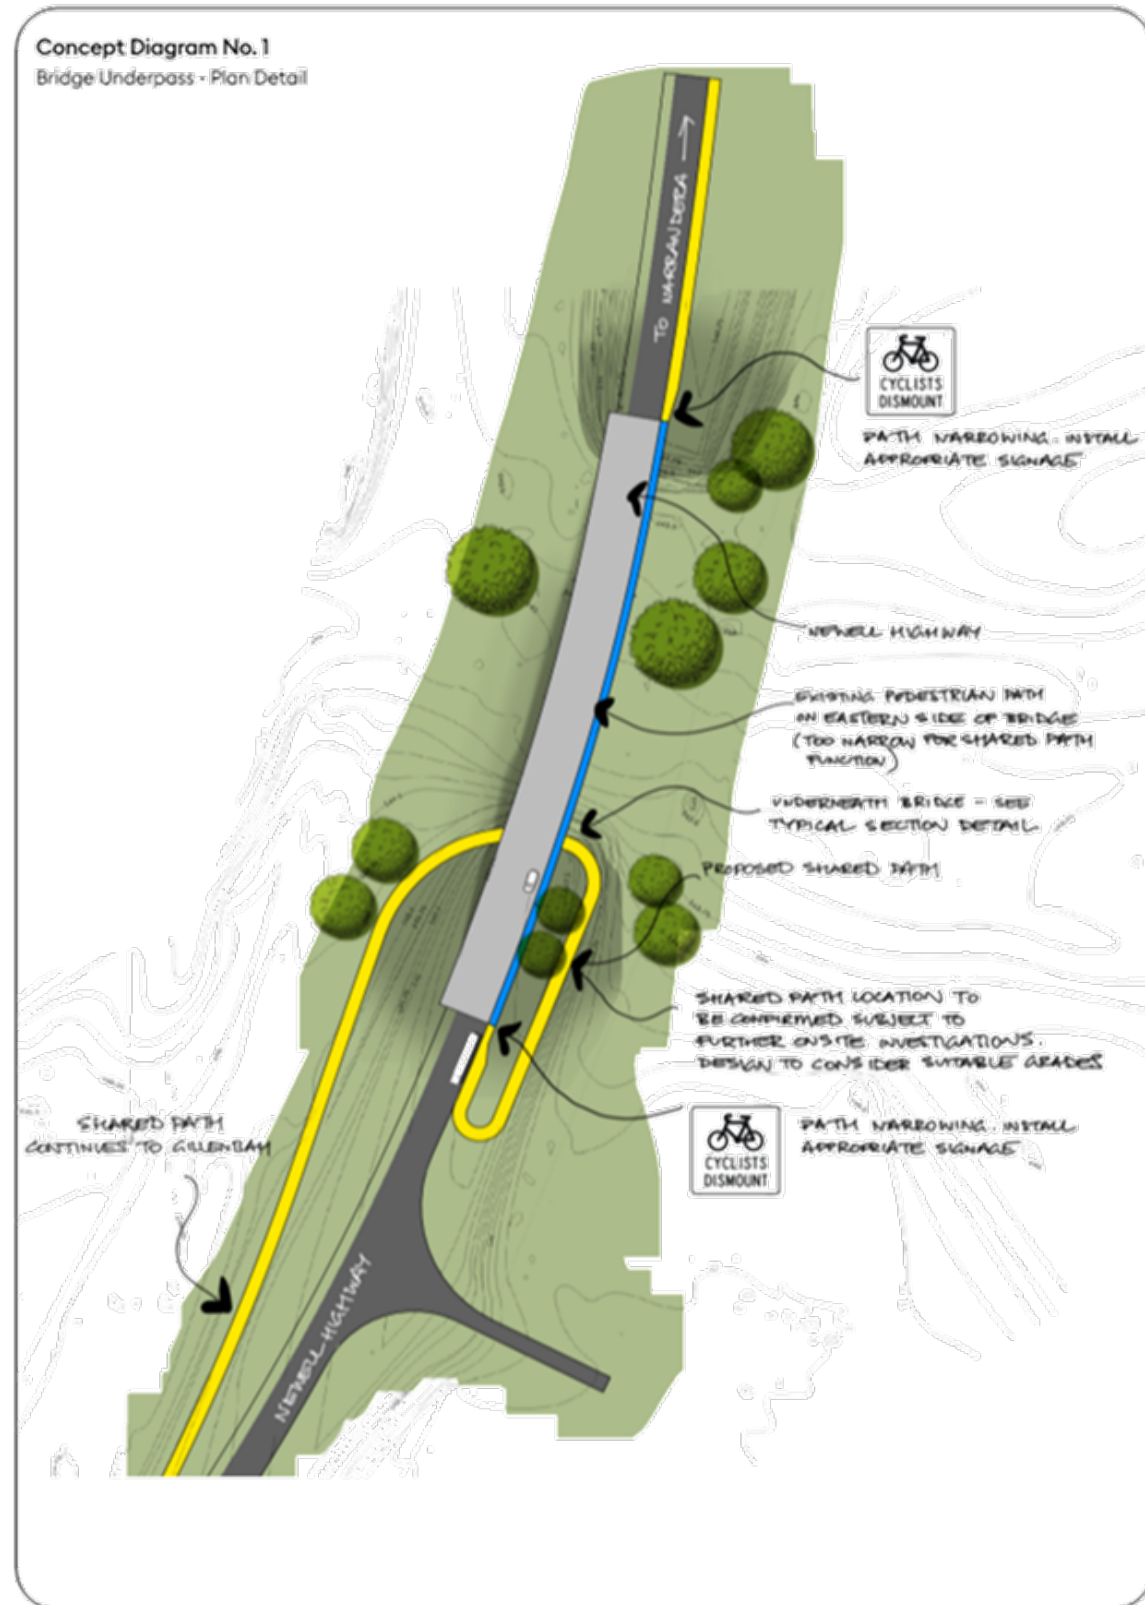 Concept Diagram No. 1
Bridge Underpass - Plan Detail
TO NARRANDERA
CYCLISTS
DISMOUNT
PATH NARROWING. INSTALL
APPROPRIATE SIGNAGE
NEWELL HIGHWAY
EXISTING PEDESTRIAN PATH
ON EASTERN SIDE OF BRIDGE
(TOO NARROW FOR SHARED PATH
FUNCTION)
UNDERNEATH BRIDGE - SEE
TYPICAL SECTION DETAIL
PROPOSED SHARED PATH
SHARED PATH LOCATION TO
BE CONFIRMED SUBJECT TO
FURTHER ONSITE INVESTIGATIONS.
DESIGN TO CONSIDER SUITABLE GRADES
CYCLISTS
DISMOUNT
PATH NARROWING. INSTALL
APPROPRIATE SIGNAGE
SHARED PATH
CONTINUES TO GILLENBAH
NEWELL HIGHWAY